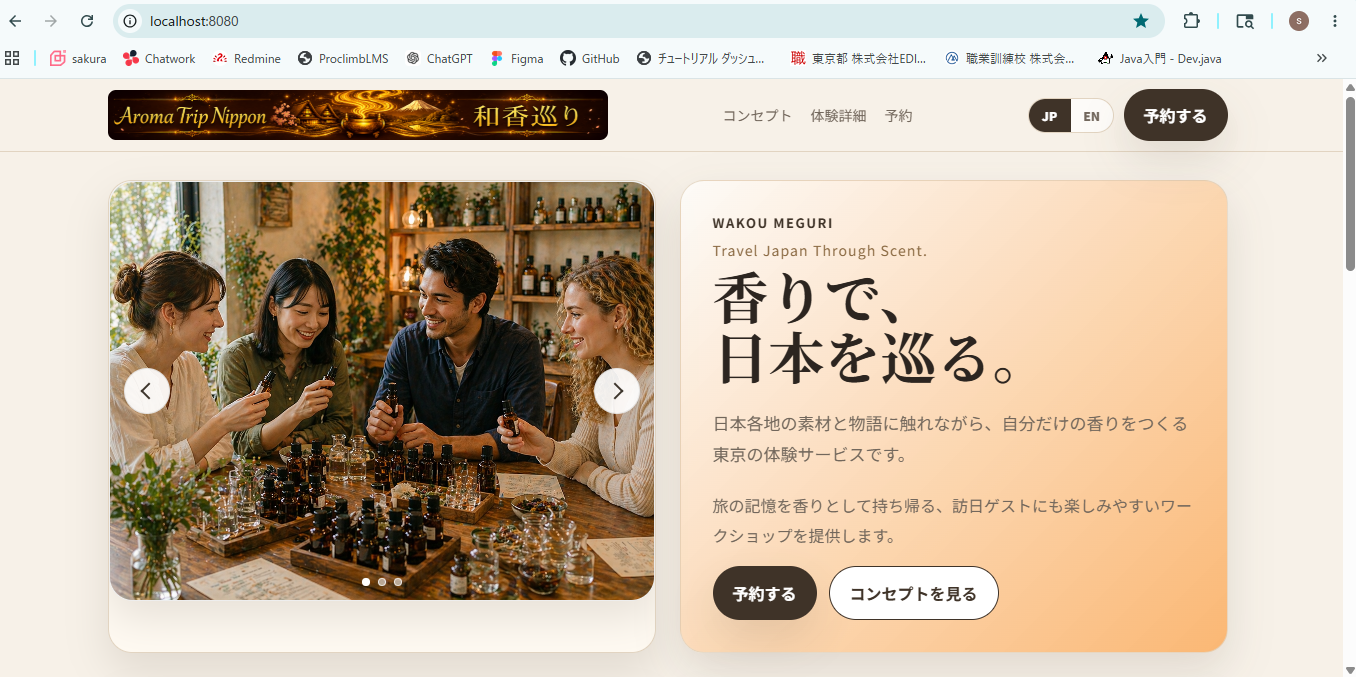 localhost:8080
S
sakura
Chatwork
Redmine
ProclimbLMS
ChatGPT
Figma
GitHub
チュートリアル ダッシュ...
職 東京都 株式会社EDI...
職業訓練校 株式会...
Java入門 - Dev.java
Aroma Trip Nippon
和香巡り
コンセプト
体験詳細
予約
JP
EN
予約する
WAKOU MEGURI
Travel Japan Through Scent.
香りで、
日本を巡る。
日本各地の素材と物語に触れながら、自分だけの香りをつくる
東京の体験サービスです。
旅の記憶を香りとして持ち帰る、訪日ゲストにも楽しみやすいワー
クショップを提供します。
予約する
コンセプトを見る